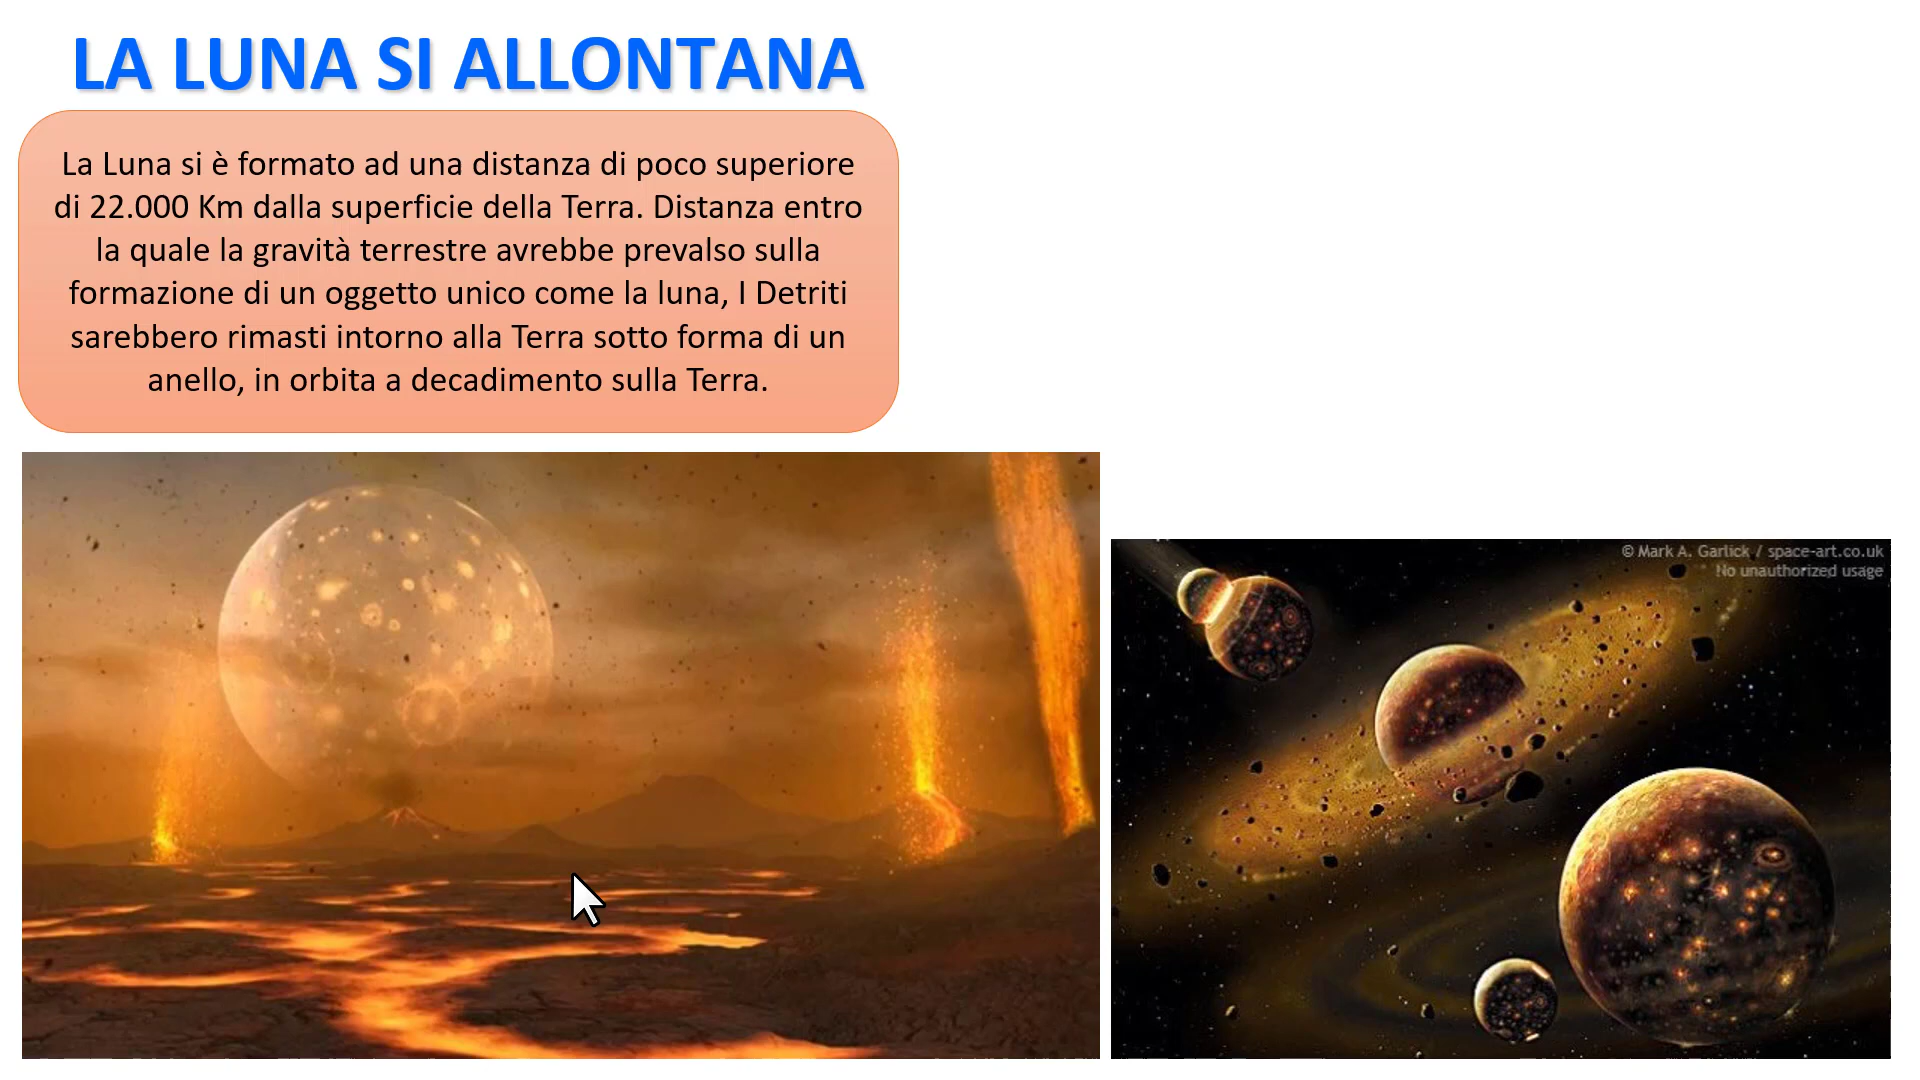 LA LUNA SI ALLONTANA
La Luna si è formato ad una distanza di poco superiore
di 22.000 Km dalla superficie della Terra. Distanza entro
la quale la gravità terrestre avrebbe prevalso sulla
formazione di un oggetto unico come la luna, I Detriti
sarebbero rimasti intorno alla Terra sotto forma di un
anello, in orbita a decadimento sulla Terra.
© Mark A. Garlick / space-art.co.uk
No unauthorized usage